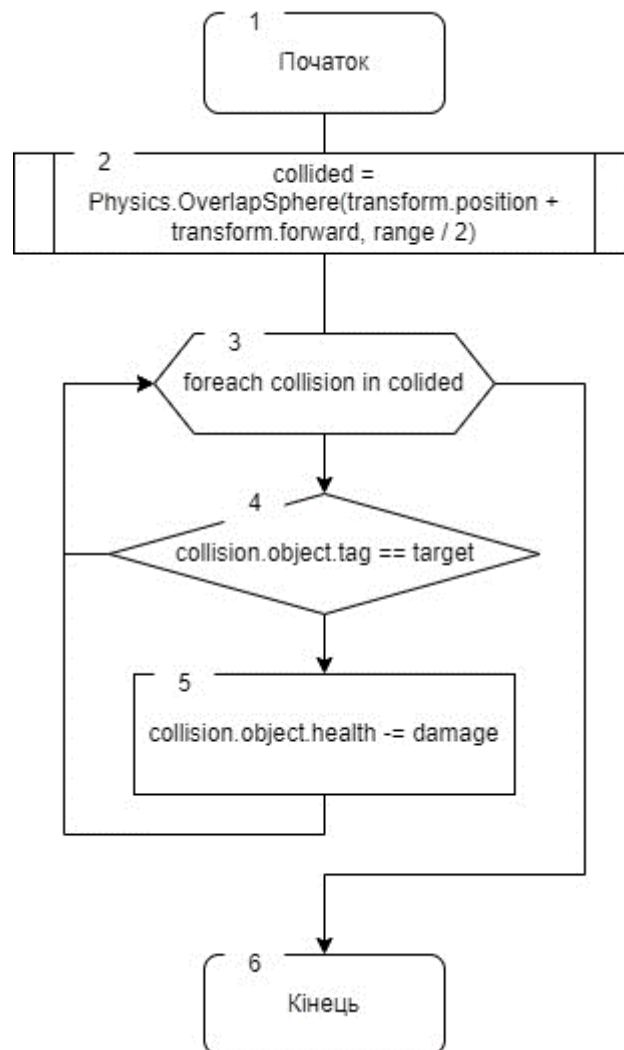 1
Початок
2
collided =
Physics.OverlapSphere(transform.position +
transform.forward, range / 2)
3
foreach collision in colided
4
collision.object.tag == target
5
collision.object.health -= damage
6
Кінець